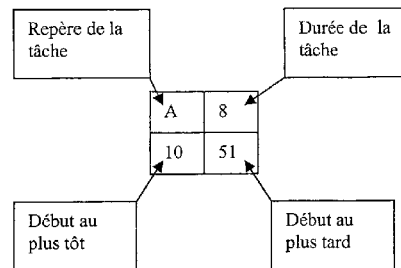 Repère de la
tâche
Durée de la
tâche
A 8
10 51
Début au
plus tôt
Début au
plus tard